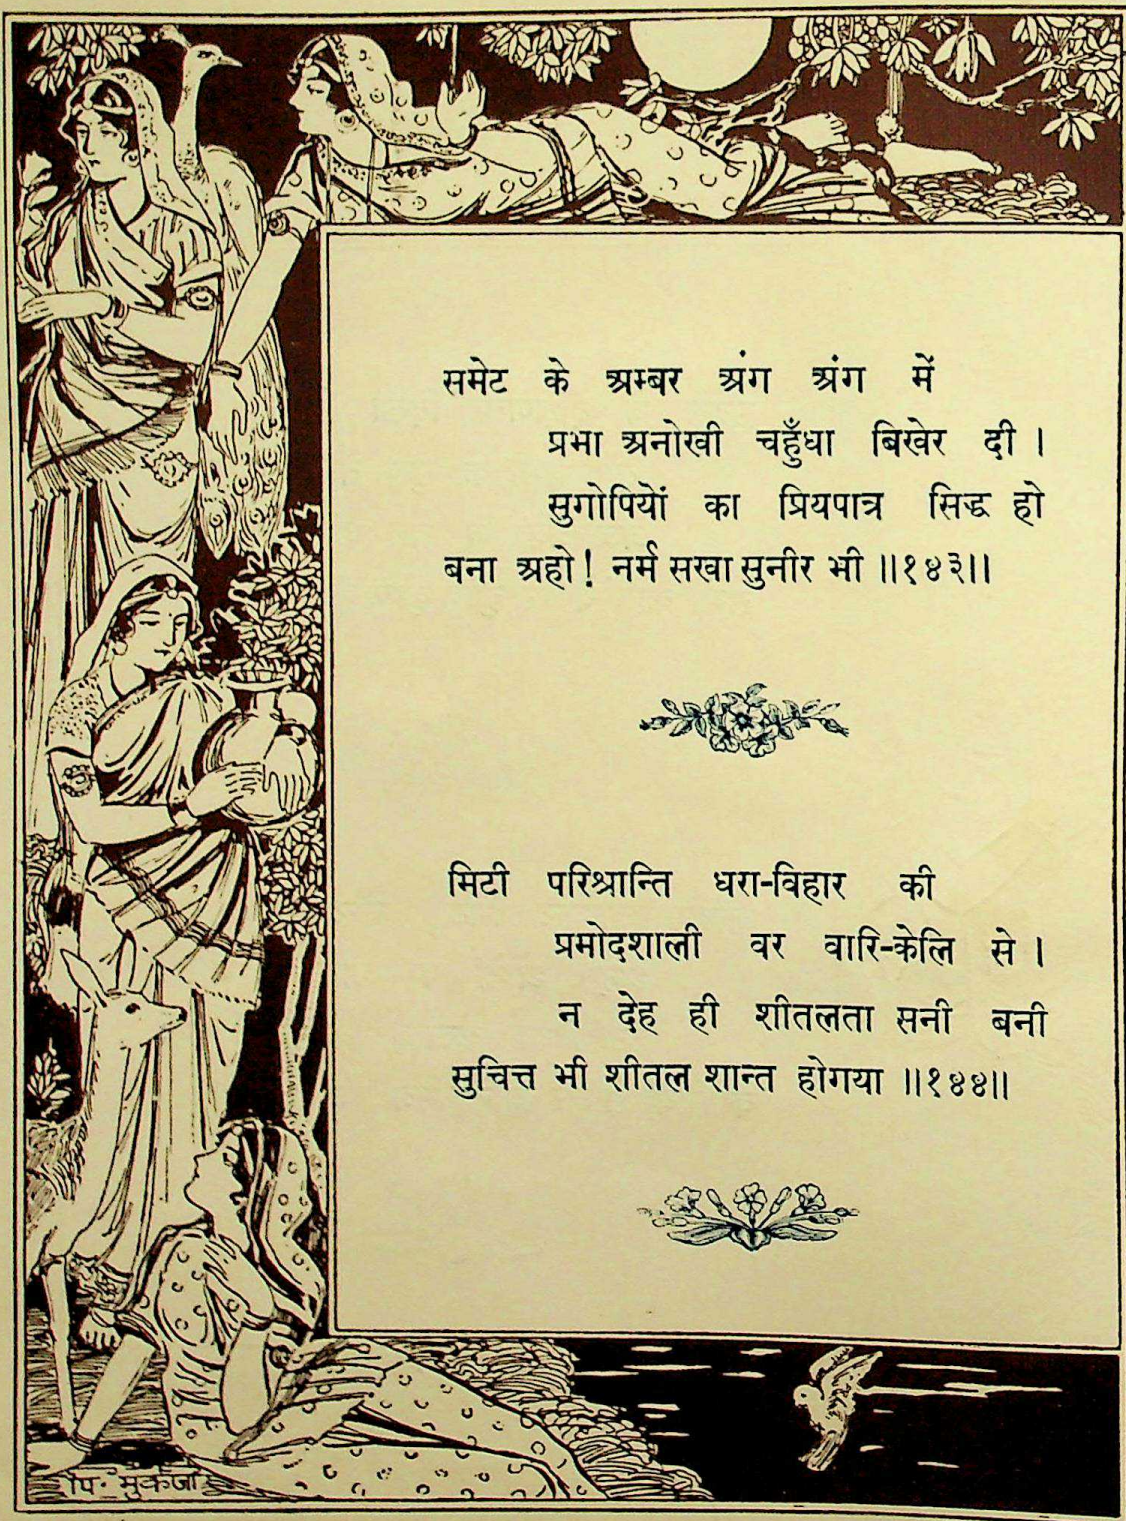 समेट के अम्बर अंग अंग में
प्रभा अनोखी चहुँधा बिखेर दी ।
सुगोपियों का प्रियपात्र सिद्ध हो
बना अहो! नर्म सखा सुनीर भी ॥१४३॥
मिटी परिश्रान्ति धरा-विहार की
प्रमोदशाली वर वारि-केलि से ।
न देह ही शीतलता सनी बनी
सुचित्त भी शीतल शान्त होगया ॥१४४॥
पि. मुकर्जी